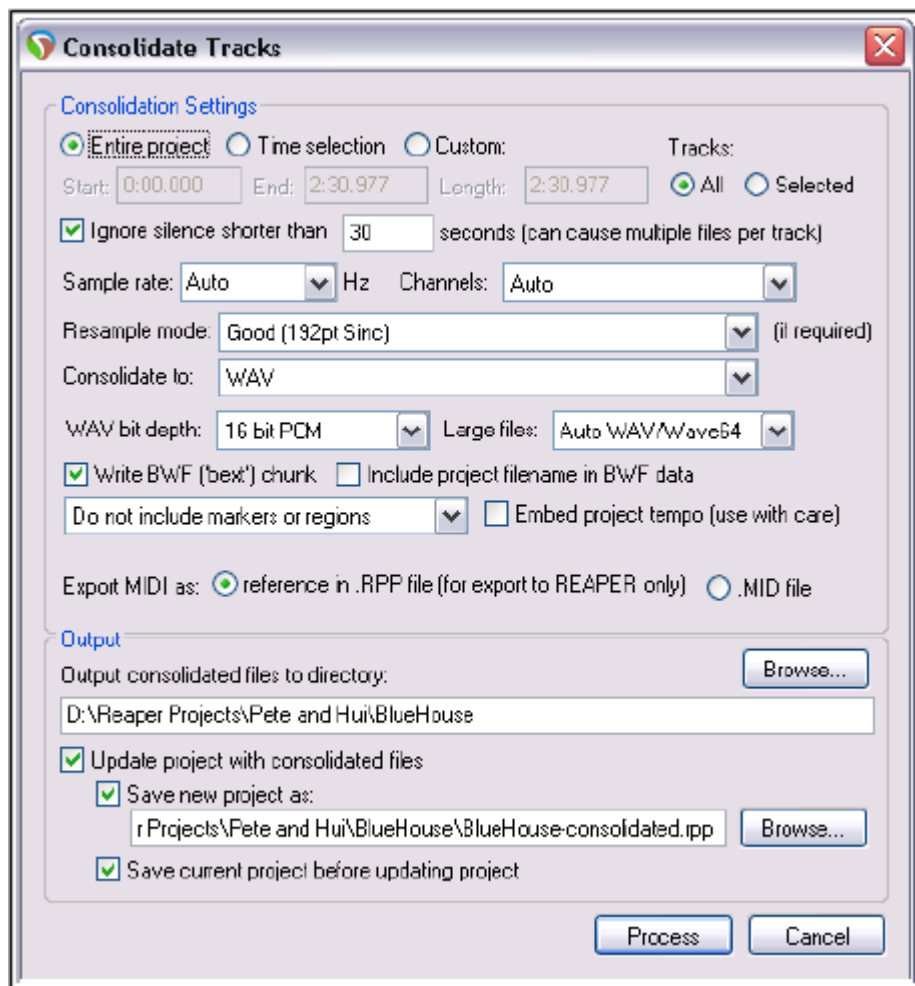 Consolidate Tracks
Consolidation Settings
Entire project Time selection Custom: Tracks:
Start: 0:00.000 End: 2:30.977 Length: 2:30.977 All Selected
Ignore silence shorter than 30 seconds (can cause multiple files per track)
Sample rate: Auto Hz Channels: Auto
Resample mode: Good (192pt Sinc) (if required)
Consolidate to: WAV
WAV bit depth: 16 bit PCM Large files: Auto WAV/Wave64
Write BWF ('bext') chunk Include project filename in BWF data
Do not include markers or regions Embed project tempo (use with care)
Export MIDI as: reference in .RPP file (for export to REAPER only) .MID file
Output
Output consolidated files to directory: Browse...
D:\Reaper Projects\Pete and Hui\BlueHouse
Update project with consolidated files
Save new project as:
r Projects\Pete and Hui\BlueHouse\BlueHouse-consolidated.rpp Browse...
Save current project before updating project
Process Cancel